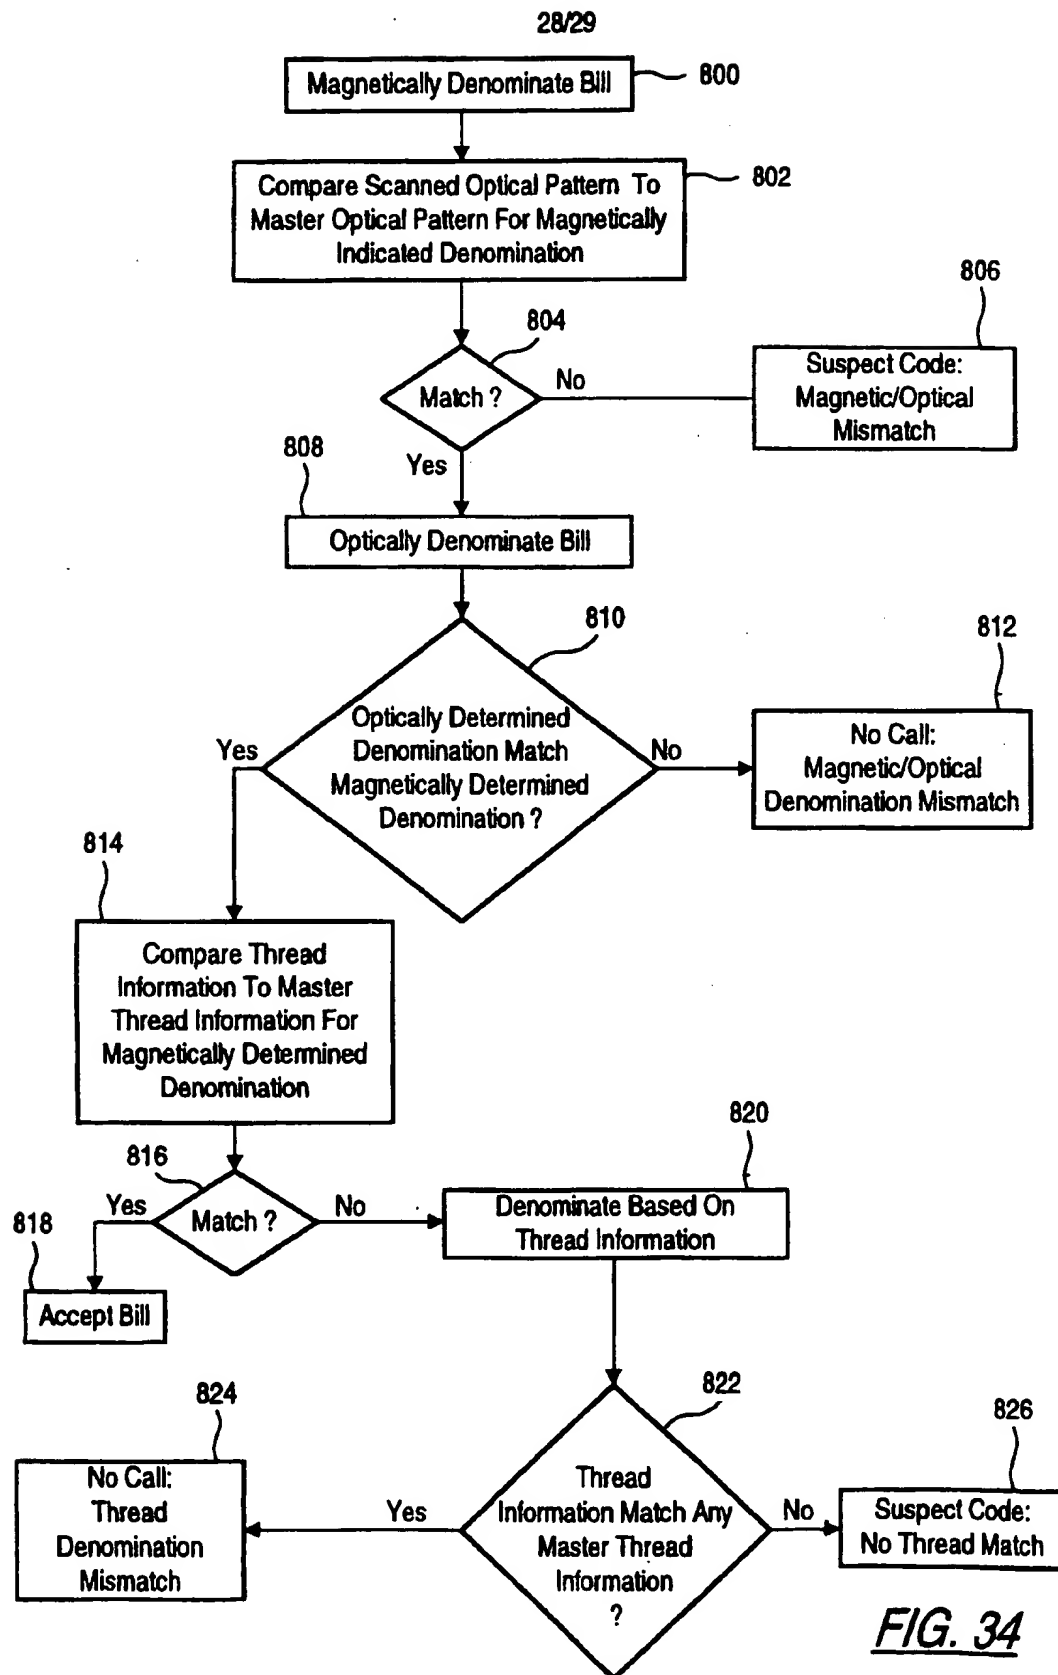 28/29
Magnetically Denominate Bill
800
Compare Scanned Optical Pattern To
Master Optical Pattern For Magnetically
Indicated Denomination
802
804
Match ?
No
806
Suspect Code:
Magnetic/Optical
Mismatch
Yes
808
Optically Denominate Bill
810
Optically Determined
Denomination Match
Magnetically Determined
Denomination ?
Yes
No
812
No Call:
Magnetic/Optical
Denomination Mismatch
814
Compare Thread
Information To Master
Thread Information For
Magnetically Determined
Denomination
816
Match ?
Yes
No
818
Accept Bill
820
Denominate Based On
Thread Information
822
Thread
Information Match Any
Master Thread
Information
?
Yes
No
824
No Call:
Thread
Denomination
Mismatch
826
Suspect Code:
No Thread Match
FIG. 34